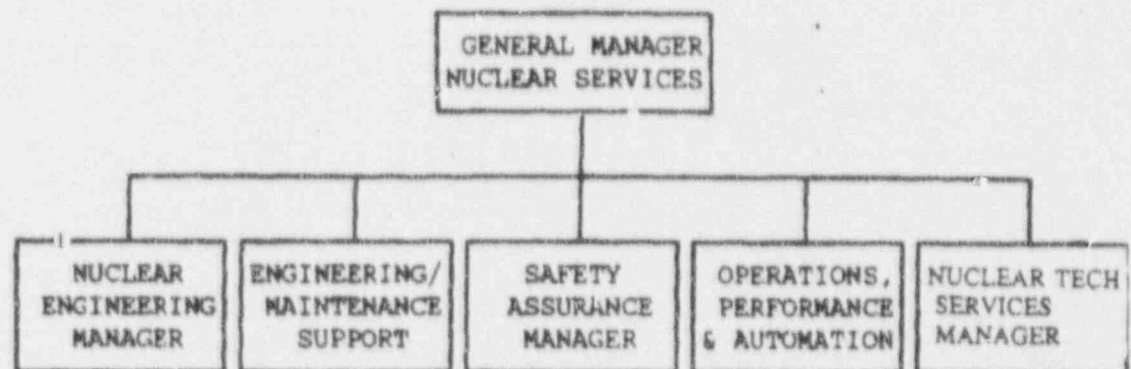 GENERAL MANAGER
NUCLEAR SERVICES
NUCLEAR
ENGINEERING
MANAGER
ENGINEERING/
MAINTENANCE
SUPPORT
SAFETY
ASSURANCE
MANAGER
OPERATIONS,
PERFORMANCE
& AUTOMATION
NUCLEAR TECH
SERVICES
MANAGER